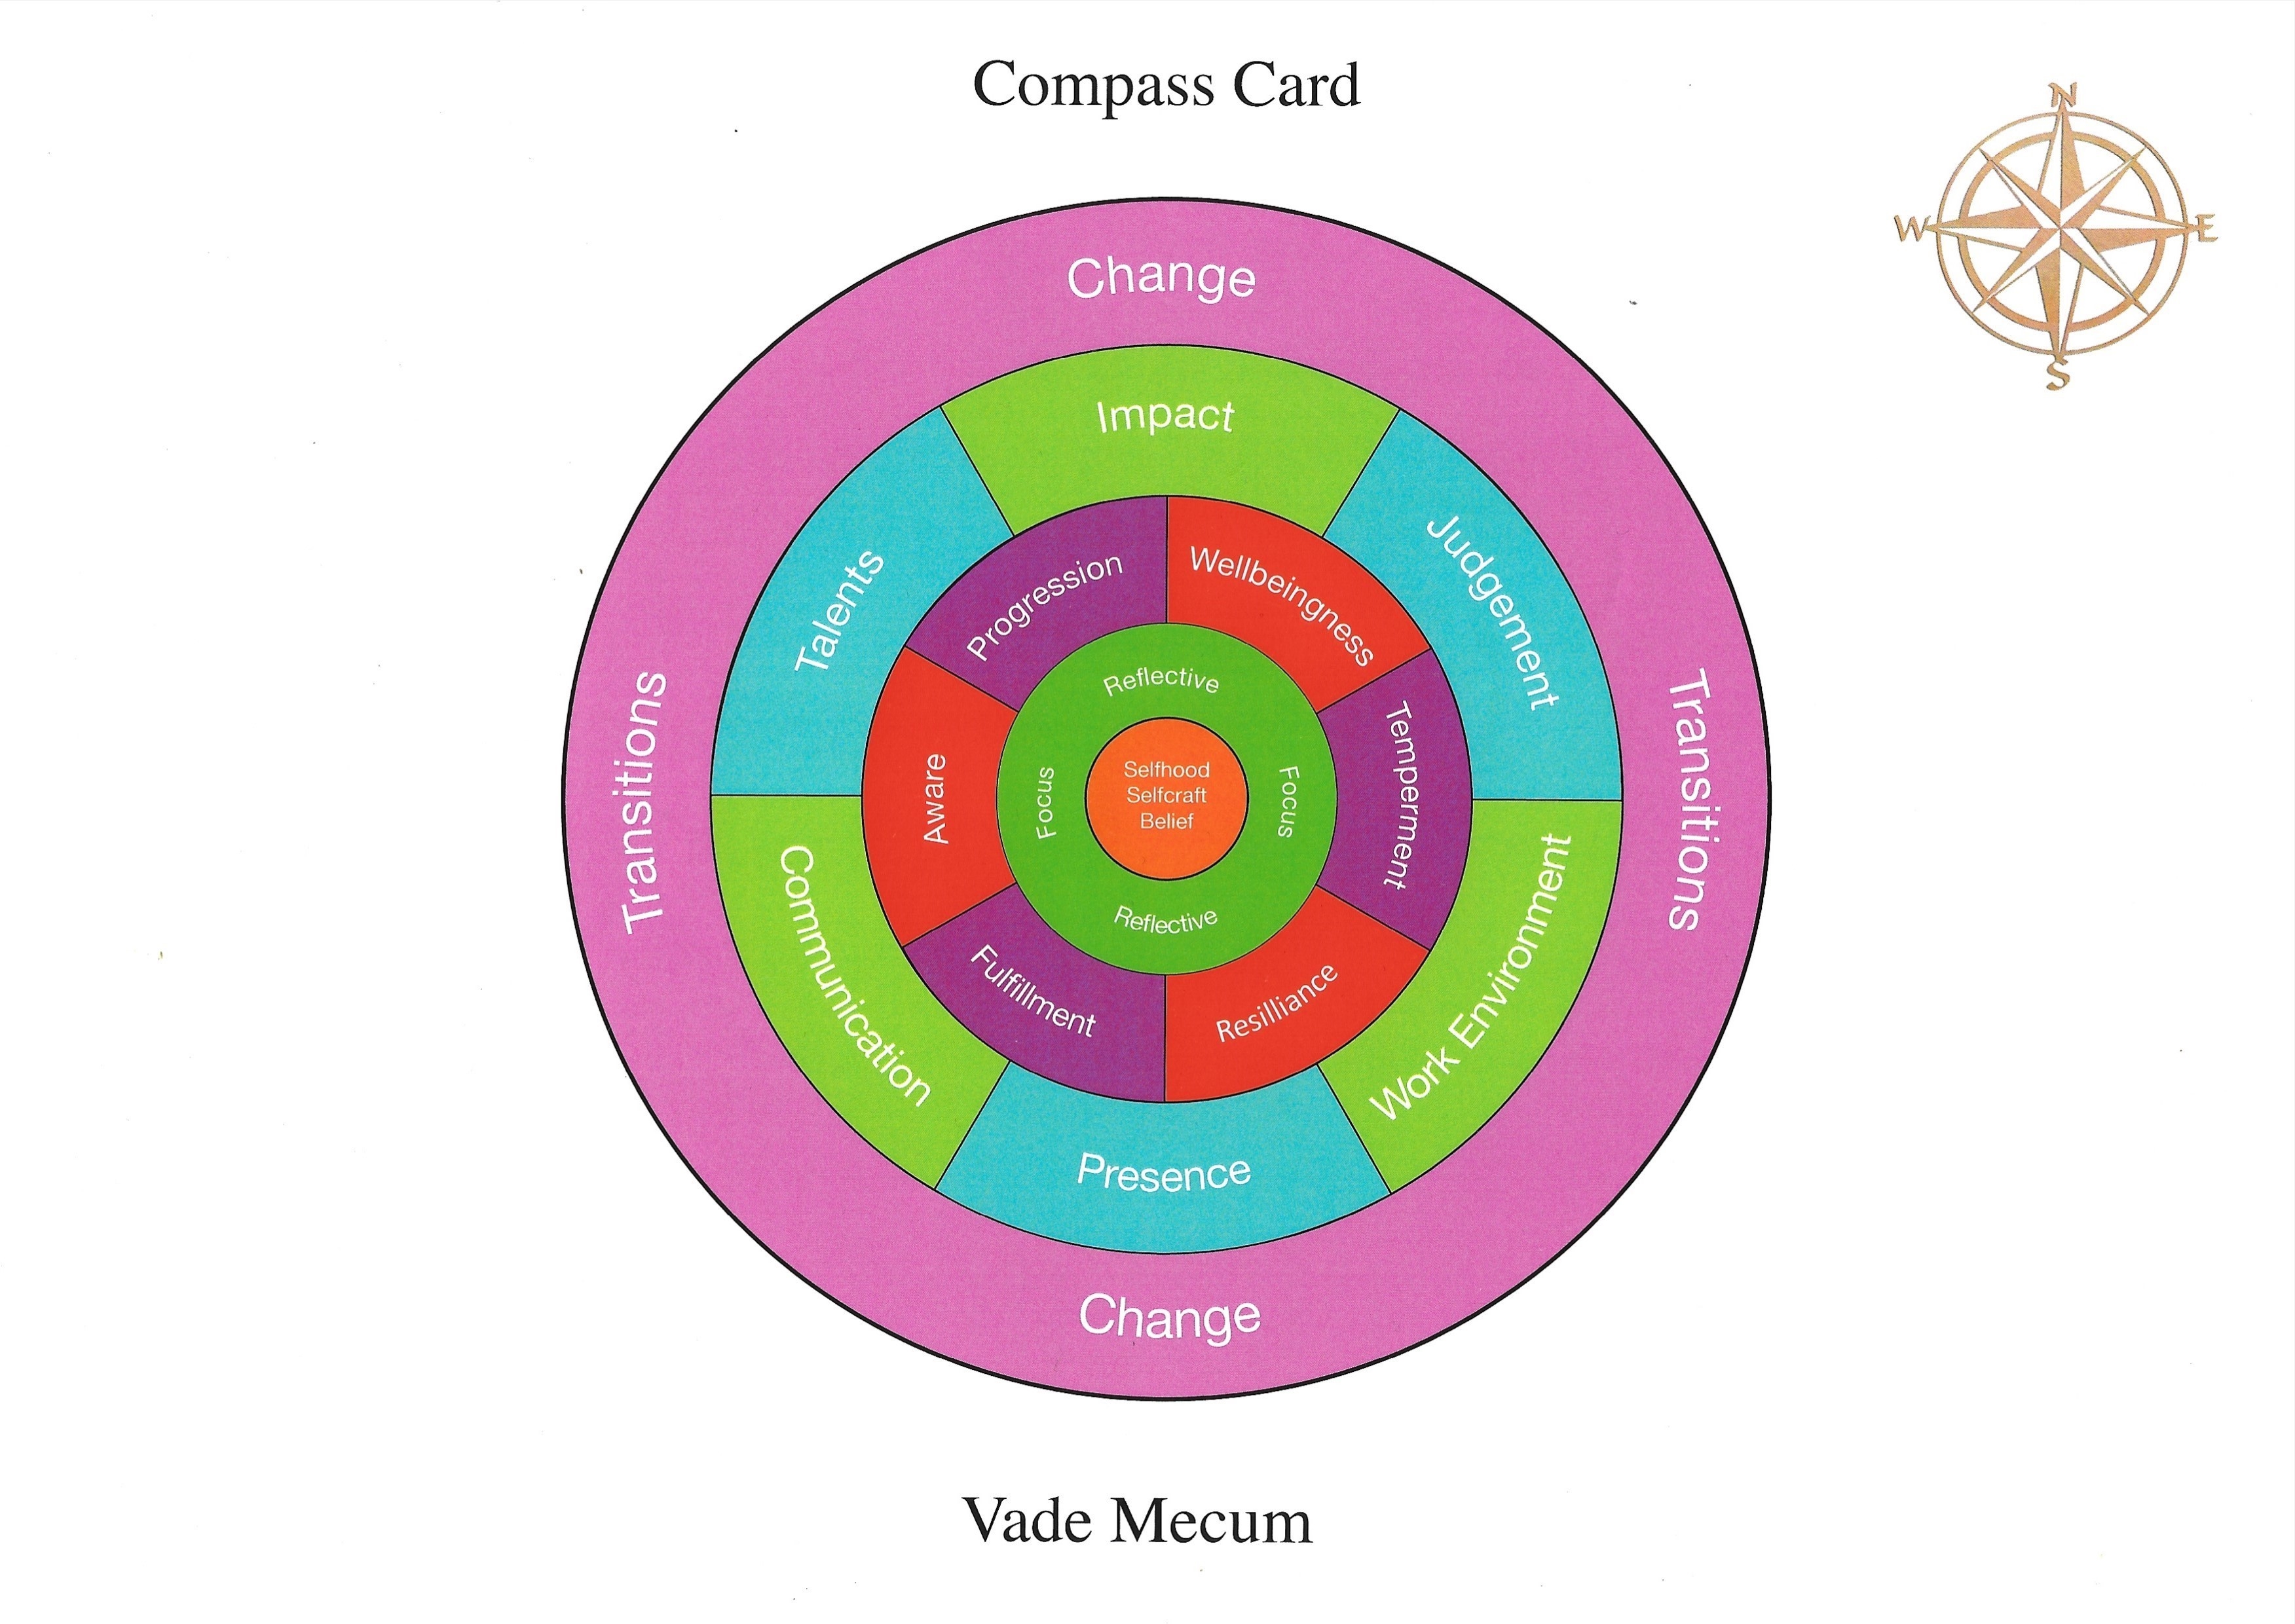 Compass Card
N
W
E
S
Change
Impact
Talents
Judgement
Progression
Wellbeingness
Reflective
Transitions
Aware
Focus
Selfhood
Selfcraft
Belief
Focus
Temperment
Transitions
Reflective
Communication
Fulfillment
Resilliance
Work Environment
Presence
Change
Vade Mecum